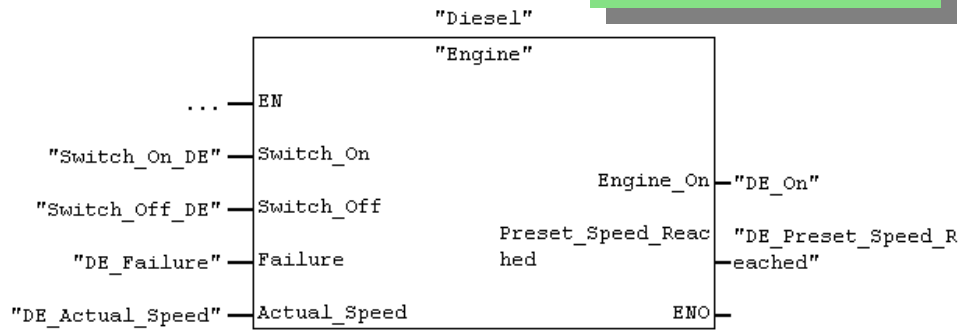 "Diesel"
"Engine"
... EN
"Switch_On_DE" Switch_On
Engine_On "DE_On"
"Switch_Off_DE" Switch_Off
Preset_Speed_Reac "DE_Preset_Speed_R
"DE_Failure" Failure hed eached"
"DE_Actual_Speed" Actual_Speed ENO